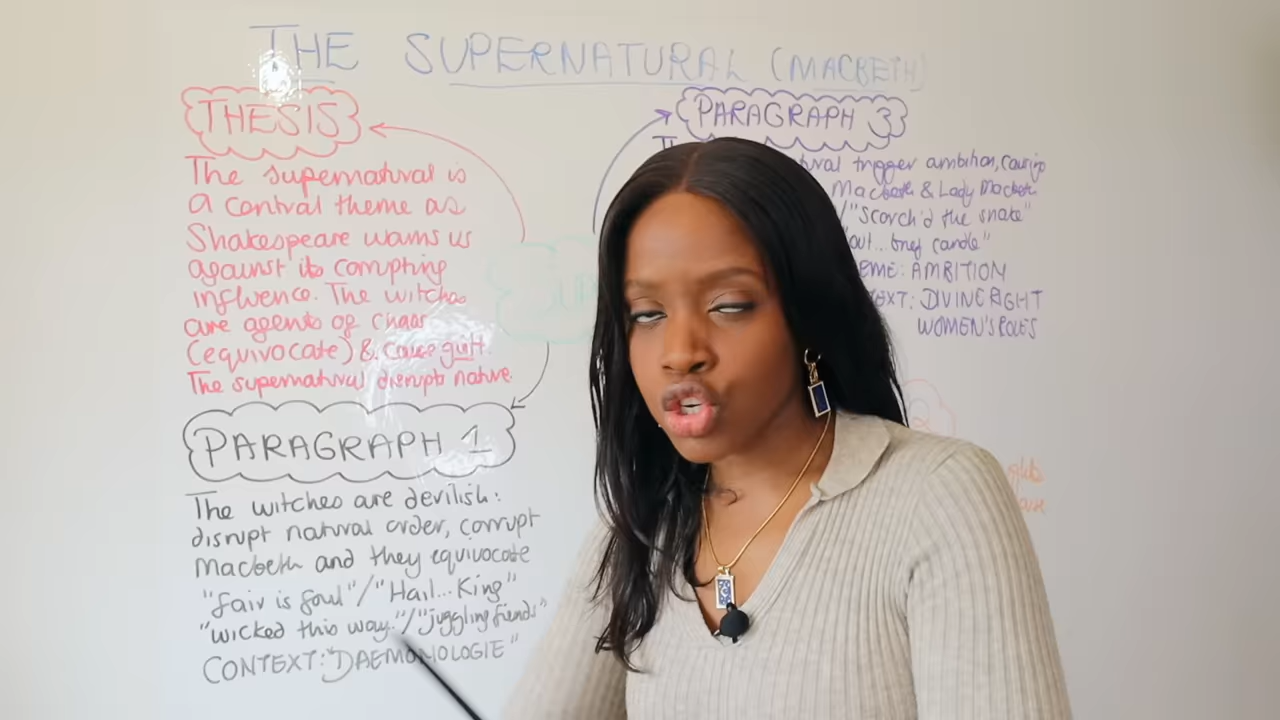 THE SUPERNATURAL (MACBETH)
THESIS
The supernatural is
a central theme as
Shakespeare warns us
against its corrupting
influence. The witches
are agents of chaos
(equivocate) & cause guilt.
The supernatural disrupts nature.
PARAGRAPH 1
The witches are devilish:
disrupt natural order, corrupt
Macbeth and they equivocate
"fair is foul"/"Hail... King"
"wicked this way."/"juggling fiends"
CONTEXT: "DAEMONOLOGIE"
PARAGRAPH 3
trigger ambition, causing
Macbeth & Lady Macbeth
/"Scorch'd the snake"
out... brief candle"
AMBITION
DIVINE RIGHT
WOMEN'S ROLES